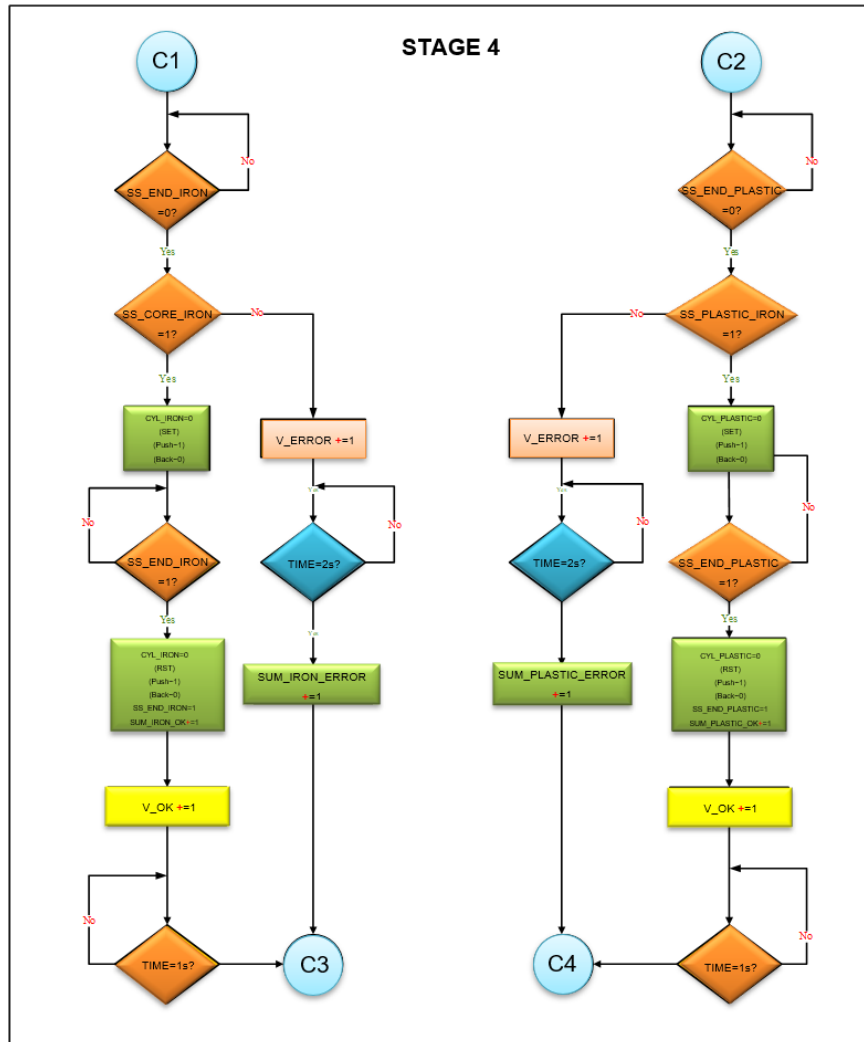 STAGE 4
C1
No
SS_END_IRON
=0?
Yes
SS_CORE_IRON
=1?
No
Yes
CYL_IRON=0
(SET)
(Push~1)
(Back~0)
V_ERROR +=1
Yes
No
No
SS_END_IRON
=1?
TIME=2s?
Yes
Yes
CYL_IRON=0
(RST)
(Push~1)
(Back~0)
SS_END_IRON=1
SUM_IRON_OK+=1
SUM_IRON_ERROR
+=1
V_OK +=1
No
TIME=1s?
C3
C2
No
SS_END_PLASTIC
=0?
Yes
SS_PLASTIC_IRON
=1?
No
Yes
V_ERROR +=1
CYL_PLASTIC=0
(SET)
(Push~1)
(Back~0)
Yes
No
No
TIME=2s?
SS_END_PLASTIC
=1?
Yes
SUM_PLASTIC_ERROR
+=1
CYL_PLASTIC=0
(RST)
(Push~1)
(Back~0)
SS_END_PLASTIC=1
SUM_PLASTIC_OK+=1
V_OK +=1
No
C4
TIME=1s?